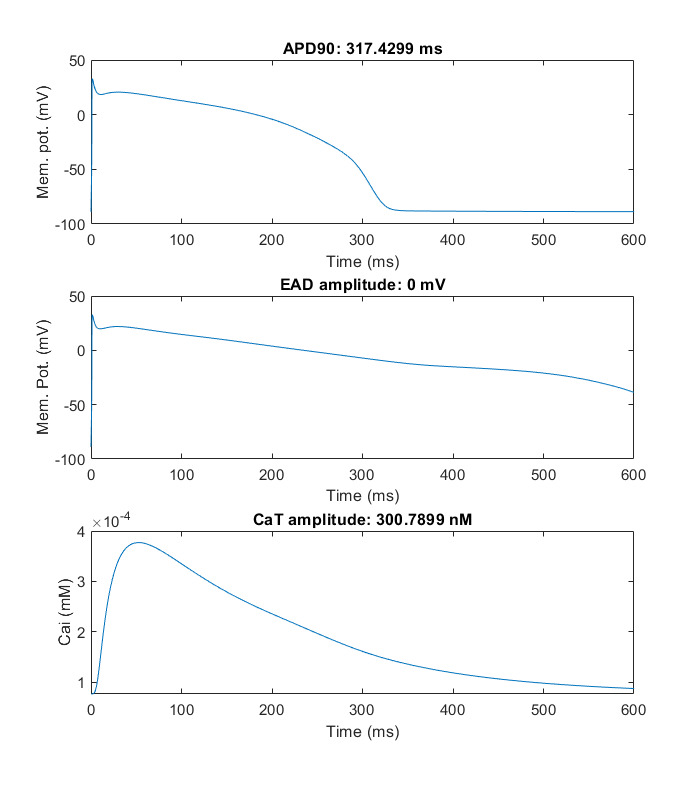 APD90: 317.4299 ms
50
0
-50
-100
Mem. pot. (mV)
0 100 200 300 400 500 600
Time (ms)
EAD amplitude: 0 mV
50
0
-50
-100
Mem. Pot. (mV)
0 100 200 300 400 500 600
Time (ms)
CaT amplitude: 300.7899 nM
×10⁻⁴
4
3
2
1
Cai (mM)
0 100 200 300 400 500 600
Time (ms)